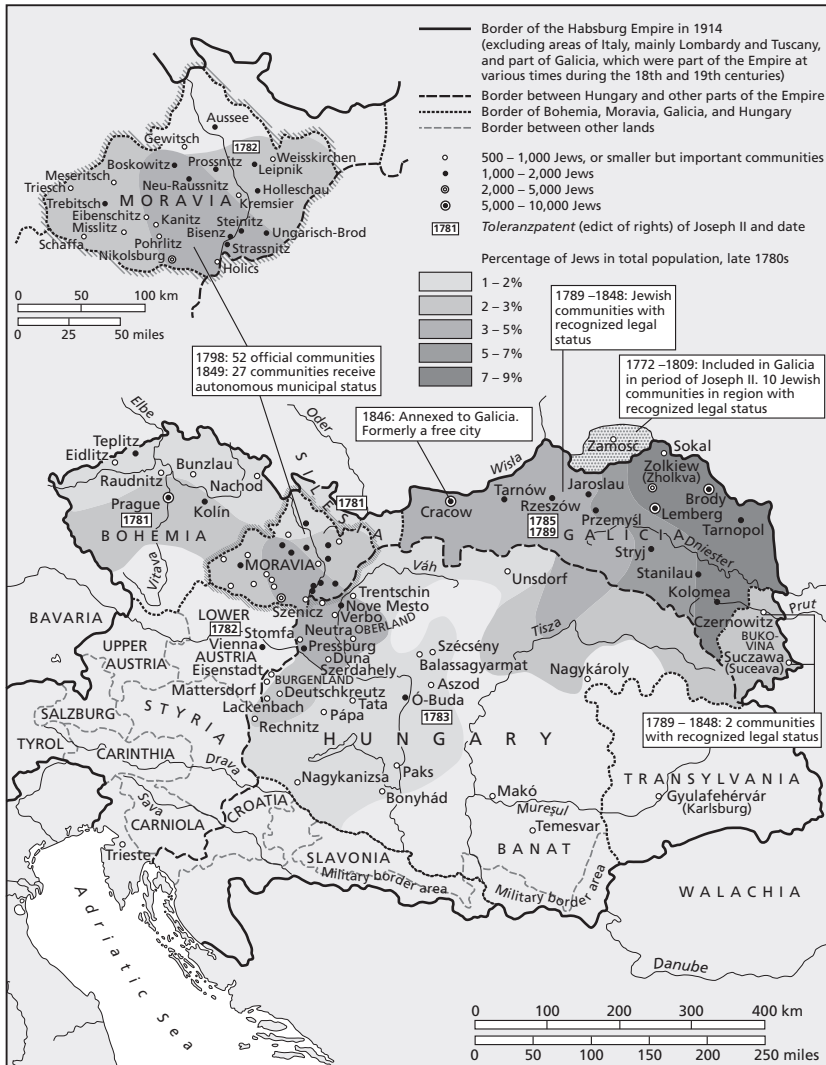 Border of the Habsburg Empire in 1914
(excluding areas of Italy, mainly Lombardy and Tuscany,
and part of Galicia, which were part of the Empire at
various times during the 18th and 19th centuries)
Border between Hungary and other parts of the Empire
Border of Bohemia, Moravia, Galicia, and Hungary
Border between other lands
500 – 1,000 Jews, or smaller but important communities
1,000 – 2,000 Jews
2,000 – 5,000 Jews
5,000 – 10,000 Jews
1781 Toleranzpatent (edict of rights) of Joseph II and date
Percentage of Jews in total population, late 1780s
1 – 2%
2 – 3%
3 – 5%
5 – 7%
7 – 9%
Aussee
1782
Gewitsch
Weisskirchen
Prossnitz
Boskowitz
Leipnik
Meseritsch
Neu-Raussnitz
Triesch
Holleschau
MORAVIA
Kremsier
Trebitsch
Eibenschitz
Kanitz
Steinitz
Misslitz
Bisenz
Ungarisch-Brod
Schaffa
Pohrlitz
Strassnitz
Nikolsburg
Holics
0 50 100 km
0 25 50 miles
1798: 52 official communities
1849: 27 communities receive
autonomous municipal status
1789 –1848: Jewish
communities with
recognized legal
status
1772 –1809: Included in Galicia
in period of Joseph II. 10 Jewish
communities in region with
recognized legal status
1846: Annexed to Galicia.
Formerly a free city
Elbe
Oder
Teplitz
Eidlitz
Bunzlau
Raudnitz
Nachod
Prague
1781
Kolín
BOHEMIA
Vltava
SILESIA
1781
MORAVIA
Wisła
Zamość
Sokal
Zolkiew
(Zholkva)
Jaroslau
Tarnów
Rzeszów
Brody
Cracow
Lemberg
Przemyśl
1785
1789
GALICIA
Tarnopol
Stryj
Dniester
Stanilau
Kolomea
Prut
Czernowitz
BUKO-
VINA
Suczawa
(Suceava)
1789 – 1848: 2 communities
with recognized legal status
Váh
Unsdorf
Trentschin
Nove Mesto
Verbo
OBERLAND
Szenicz
Neutra
Pressburg
Duna
Szerdahely
Tisza
Szécsény
Balassagyarmat
Nagykároly
Aszod
BAVARIA
LOWER
AUSTRIA
1782
Stomfa
Vienna
UPPER
AUSTRIA
Eisenstadt
BURGENLAND
Mattersdorf
Deutschkreutz
Lackenbach
Tata
Pápa
Ó-Buda
1783
Rechnitz
SALZBURG
STYRIA
HUNGARY
TYROL
CARINTHIA
Drava
Nagykanizsa
Paks
Bonyhád
Makó
Mureşul
TRANSYLVANIA
Gyulafehérvár
(Karlsburg)
Sava
CROATIA
CARNIOLA
Temesvar
BANAT
Trieste
SLAVONIA
Military border area
Military border area
WALACHIA
Adriatic Sea
Danube
0 100 200 300 400 km
0 50 100 150 200 250 miles